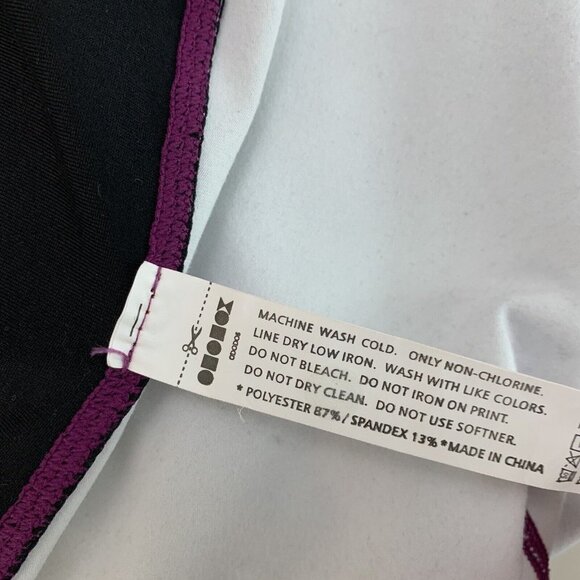 MACHINE WASH COLD. ONLY NON-CHLORINE.
LINE DRY LOW IRON. WASH WITH LIKE COLORS.
DO NOT BLEACH. DO NOT IRON ON PRINT.
DO NOT DRY CLEAN. DO NOT USE SOFTNER.
* POLYESTER 87% / SPANDEX 13% *MADE IN CHINA